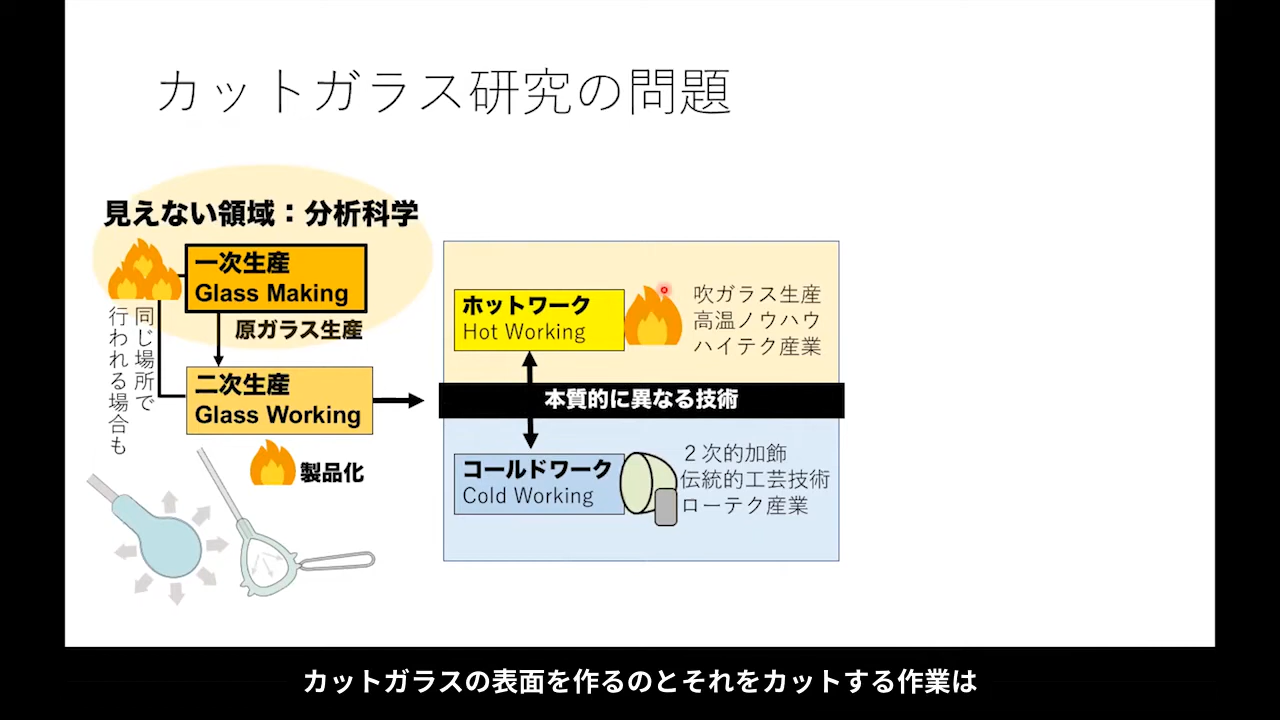 カットガラス研究の問題
見えない領域：分析科学
一次生産
Glass Making
原ガラス生産
同じ場所で
行われる場合も
二次生産
Glass Working
製品化
ホットワーク
Hot Working
吹ガラス生産
高温ノウハウ
ハイテク産業
本質的に異なる技術
コールドワーク
Cold Working
２次的加飾
伝統的工芸技術
ローテク産業
カットガラスの表面を作るのとそれをカットする作業は